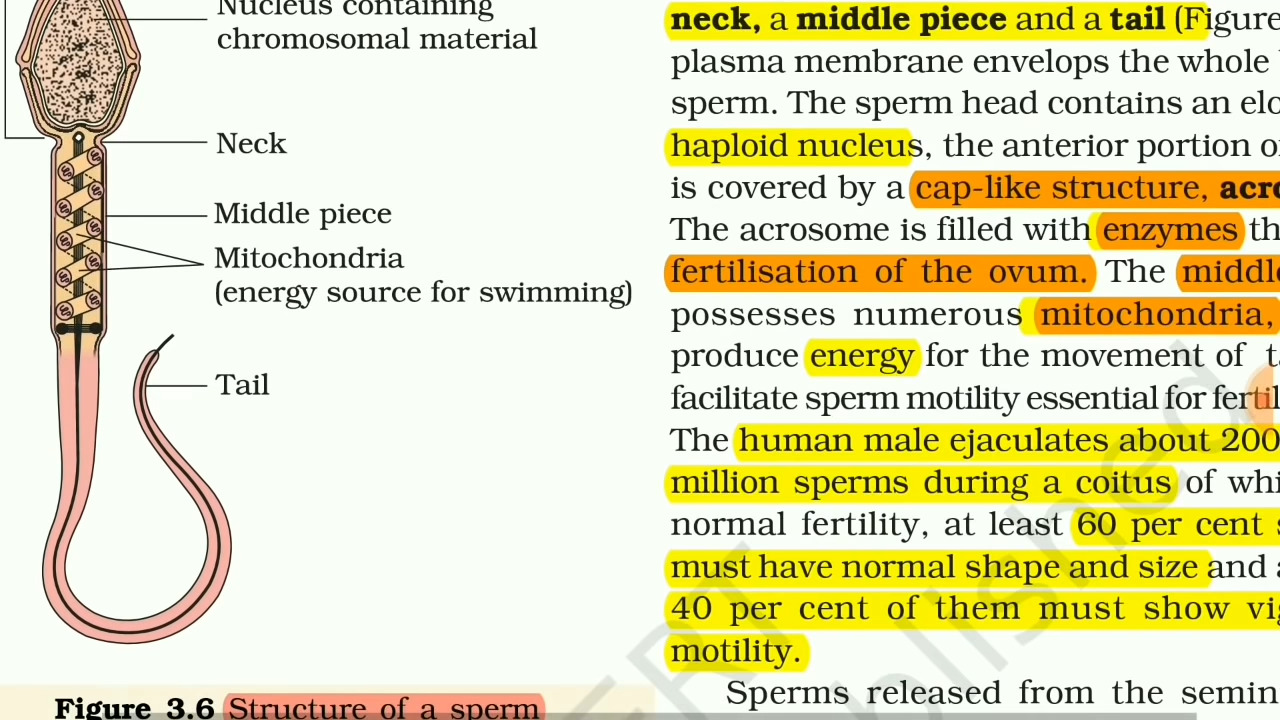 Nucleus containing
chromosomal material
Neck
Middle piece
Mitochondria
(energy source for swimming)
Tail
Figure 3.6 Structure of a sperm
neck, a middle piece and a tail (Figure
plasma membrane envelops the whole
sperm. The sperm head contains an
haploid nucleus, the anterior portion
is covered by a cap-like structure,
The acrosome is filled with enzymes
fertilisation of the ovum. The
possesses numerous mitochondria,
produce energy for the movement of
facilitate sperm motility essential for
The human male ejaculates about 200
million sperms during a coitus of
normal fertility, at least 60 per cent
must have normal shape and size and
40 per cent of them must show
motility.
Sperms released from the